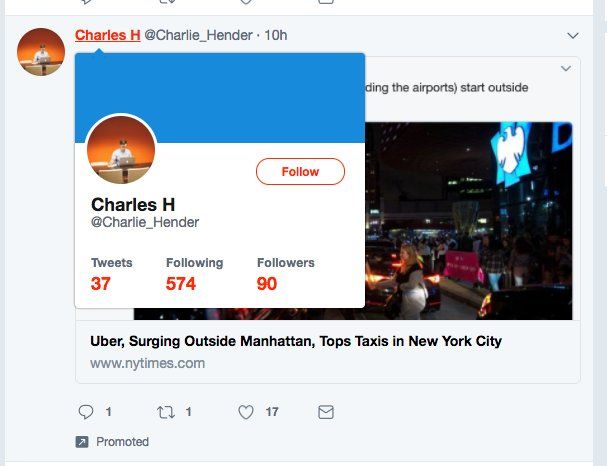 Charles H @Charlie_Hender · 10h
ding the airports) start outside
Follow
Charles H
@Charlie_Hender
Tweets Following Followers
37 574 90
Uber, Surging Outside Manhattan, Tops Taxis in New York City
www.nytimes.com
1 1 17
Promoted